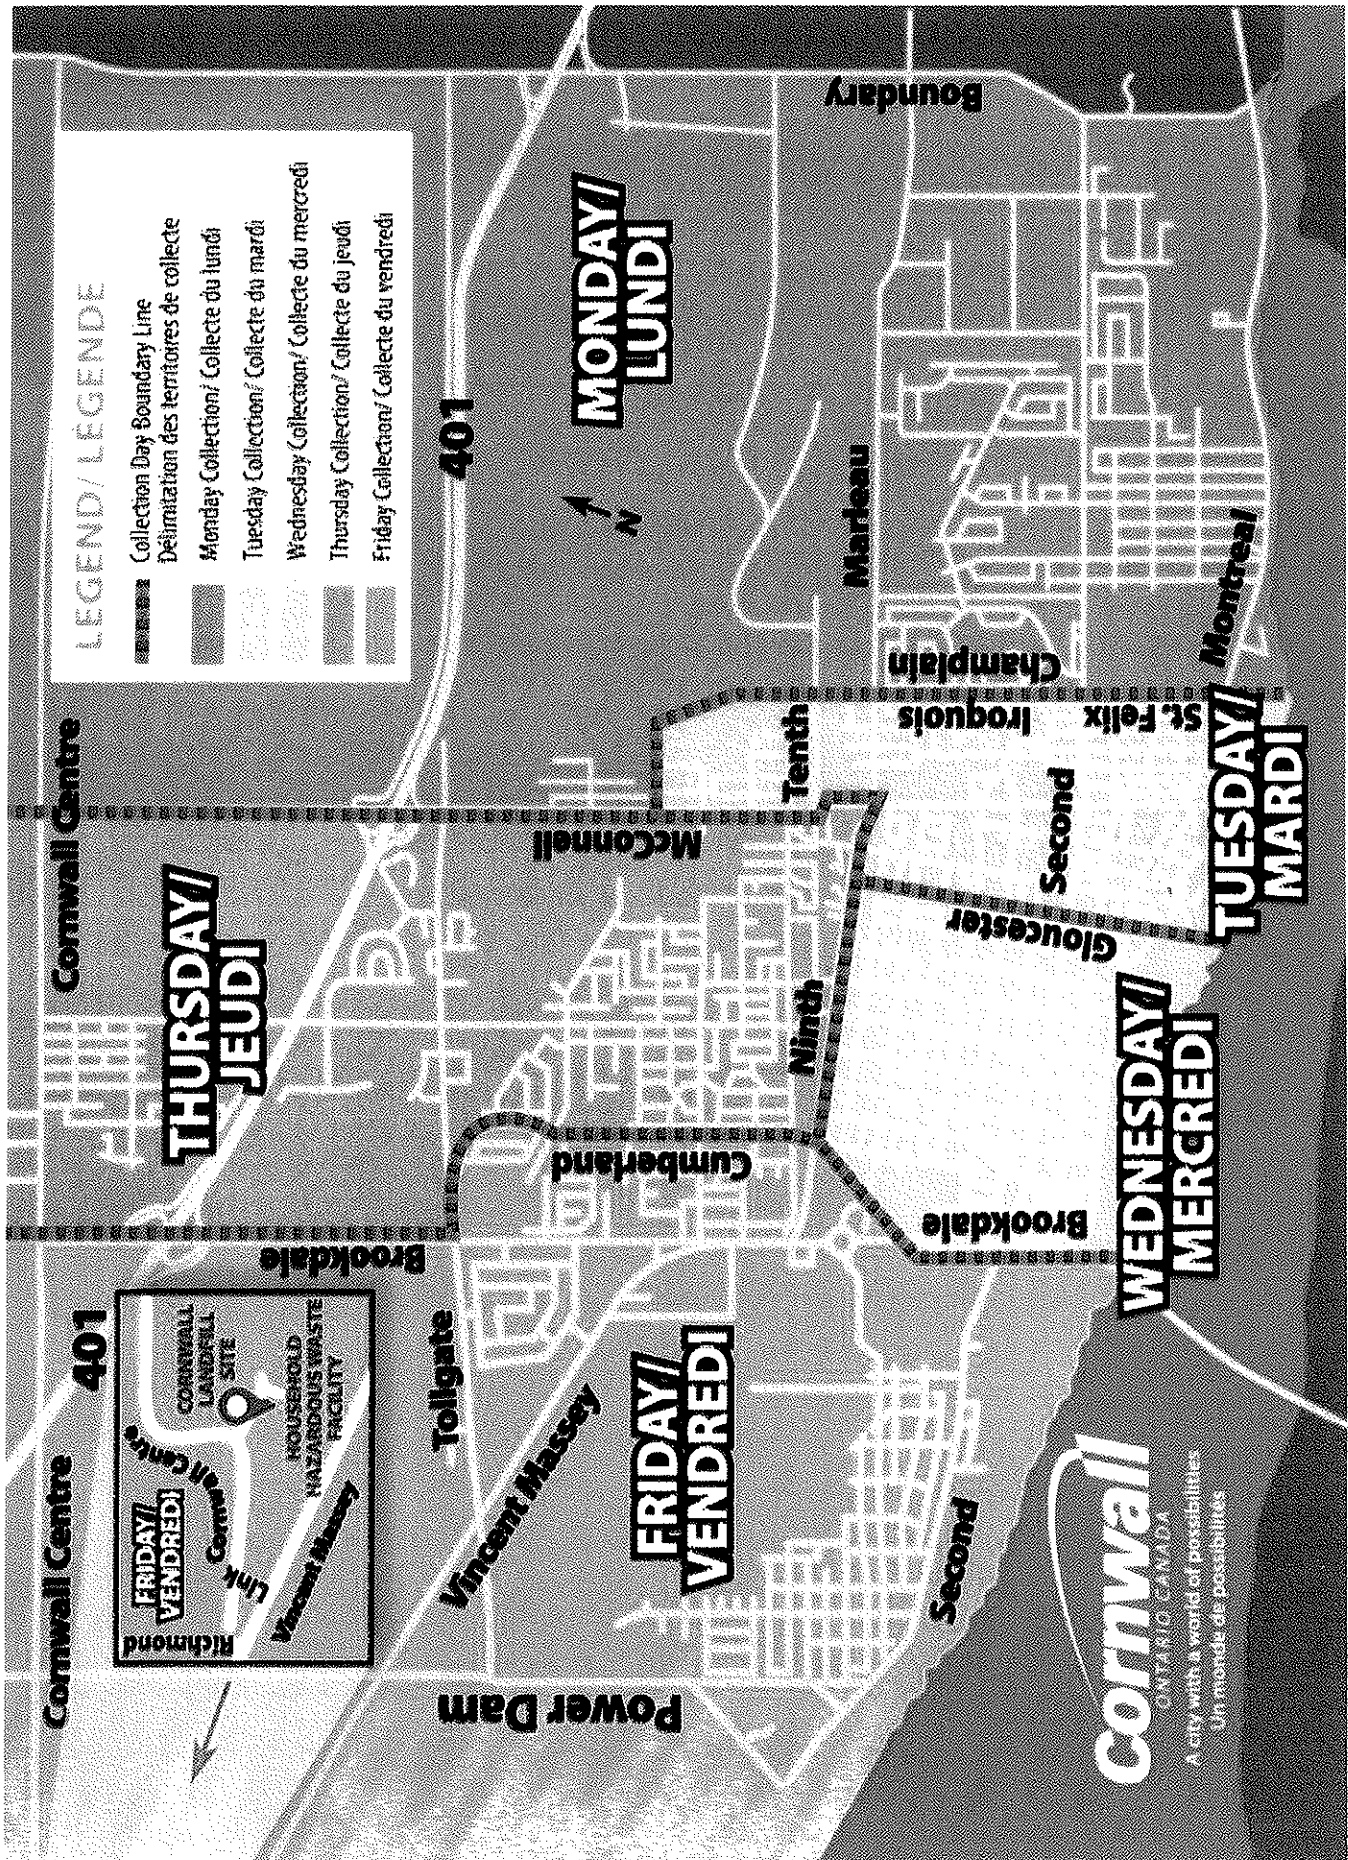 LEGEND/ LEGENDE
Collection Day Boundary Line
Délimitation des territoires de collecte
Monday Collection/ Collecte du lundi
Tuesday Collection/ Collecte du mardi
Wednesday Collection/ Collecte du mercredi
Thursday Collection/ Collecte du jeudi
Friday Collection/ Collecte du vendredi
Cornwall Centre
401
Cornwall Centre
FRIDAY/
VENDREDI
Richmond
Link
Cornwall Centre
Vincent Massey
CORNWALL
LANDFILL
SITE
HOUSEHOLD
HAZARDOUS WASTE
FACILITY
THURSDAY/
JEUDI
401
Brookdale
Tollgate
Vincent Massey
Power Dam
McConnell
Cumberland
FRIDAY/
VENDREDI
MONDAY/
LUNDI
N
Boundary
Tenth
Ninth
Marleau
Champlain
Iroquois
St. Felix
Second
Gloucester
Brookdale
Second
Montreal
TUESDAY/
MARDI
WEDNESDAY/
MERCREDI
Cornwall
ONTARIO CANADA
A city with a world of possibilities
Un monde de possibilités